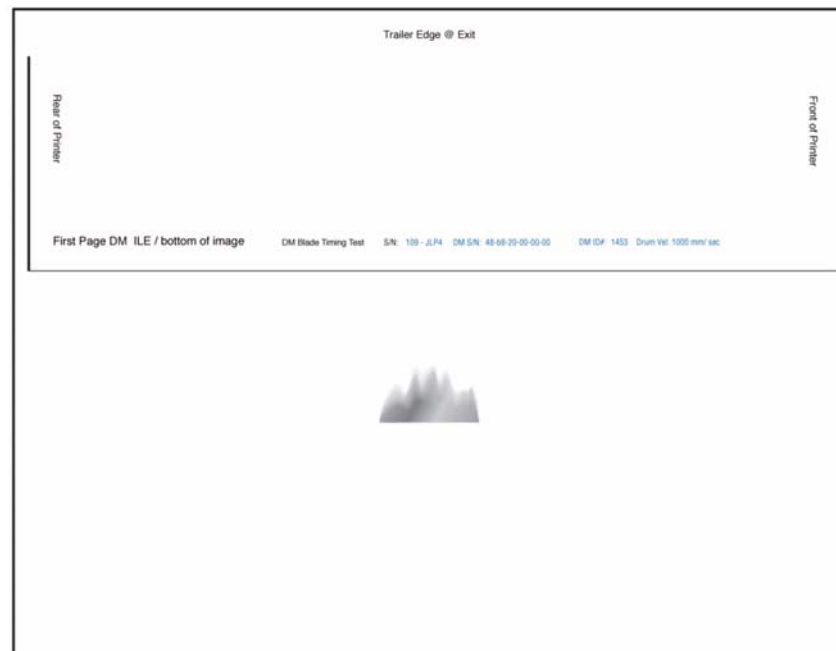 Trailer Edge @ Exit
Rear of Printer
Front of Printer
First Page DM ILE / bottom of image DM Blade Timing Test S/N: 109 - JLP4 DM S/N: 48-b8-20-00-00-00 DM ID# 1453 Drum Vel: 1000 mm/ sec